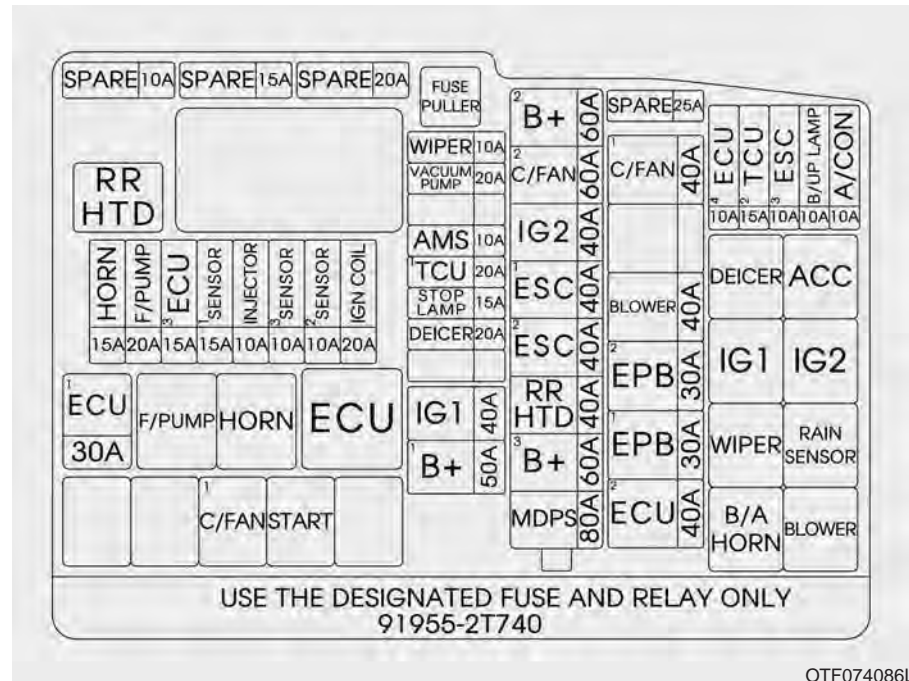 SPARE 10A SPARE 15A SPARE 20A
FUSE
PULLER
RR
HTD
HORN 15A
F/PUMP 20A
3 ECU 15A
1 SENSOR 15A
INJECTOR 10A
3 SENSOR 10A
2 SENSOR 10A
IGN COIL 20A
1 ECU
30A
F/PUMP
HORN
ECU
1 C/FAN
START
WIPER 10A
VACUUM
PUMP 20A
AMS 10A
TCU 20A
STOP
LAMP 15A
DEICER 20A
IG1 40A
1 B+ 50A
2 B+ 60A
2 C/FAN 60A
IG2 40A
1 ESC 40A
2 ESC 40A
RR
HTD 40A
3 B+ 60A
MDPS 80A
SPARE 25A
1 C/FAN 40A
BLOWER 40A
2 EPB 30A
1 EPB 30A
2 ECU 40A
4 ECU 10A
2 TCU 15A
3 ESC 10A
B/UP LAMP 10A
A/CON 10A
DEICER
ACC
IG1
IG2
WIPER
RAIN
SENSOR
B/A
HORN
BLOWER
USE THE DESIGNATED FUSE AND RELAY ONLY
91955-2T740
OTF074086L